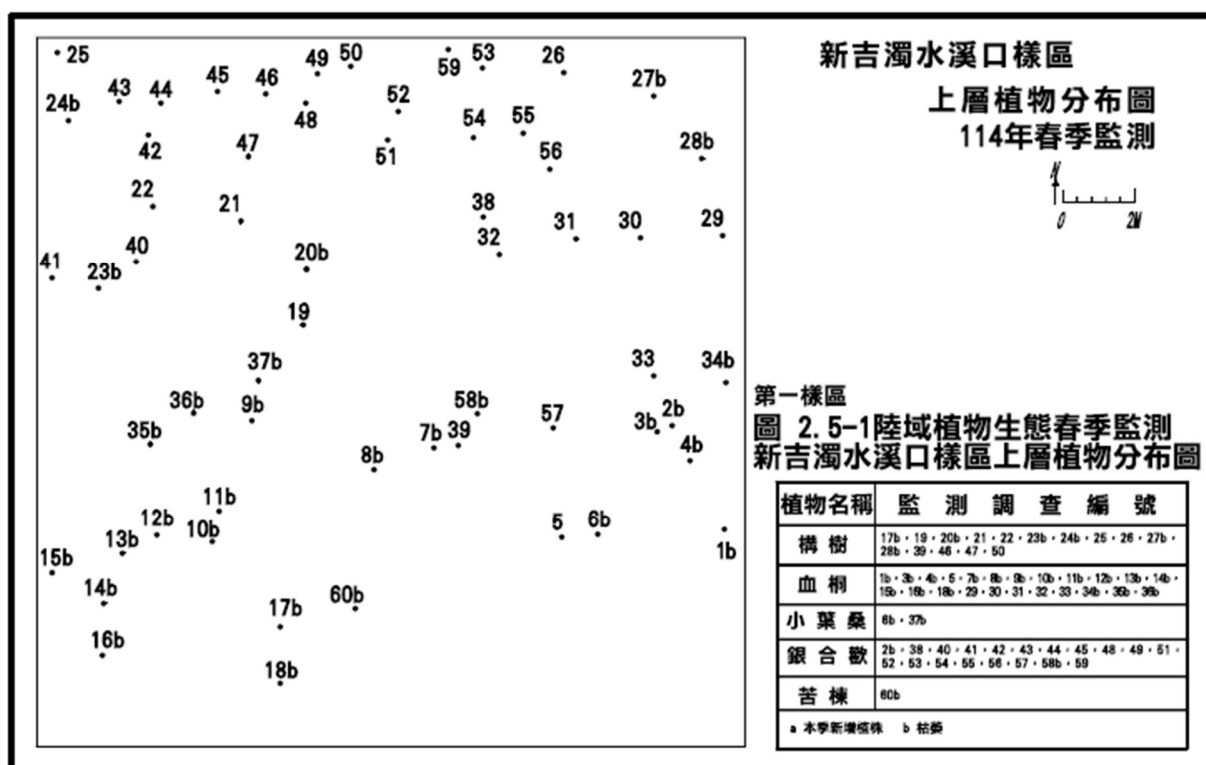 25
43
44
45
46
49
50
59
53
26
27b
24b
42
47
48
52
51
54
55
56
28b
22
21
38
32
31
30
29
41
23b
40
20b
19
37b
36b
9b
35b
33
34b
58b
57
3b
2b
4b
7b
39
8b
11b
12b
10b
13b
15b
14b
5
6b
1b
60b
17b
16b
18b
新吉濁水溪口樣區
上層植物分布圖
114年春季監測
N
0 2M
第一樣區
圖 2.5-1陸域植物生態春季監測
新吉濁水溪口樣區上層植物分布圖
植物名稱 監測調查編號
構樹 17b、19、20b、21、22、23b、24b、25、26、27b、
28b、39、46、47、50
血桐 1b、3b、4b、5、7b、8b、9b、10b、11b、12b、13b、14b、
15b、16b、18b、29、30、31、32、33、34b、35b、36b
小葉桑 6b、37b
銀合歡 2b、38、40、41、42、43、44、45、48、49、51、
52、53、54、55、56、57、58b、59
苦楝 60b
a 本季新增植株 b 枯萎